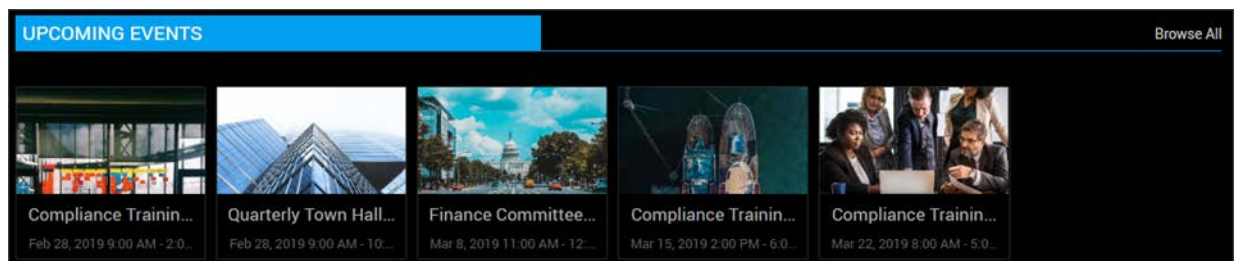 UPCOMING EVENTS
Browse All
Compliance Trainin...
Quarterly Town Hall...
Finance Committee...
Compliance Trainin...
Compliance Trainin...
Feb 28, 2019 9:00 AM - 2:0...
Feb 28, 2019 9:00 AM - 10:...
Mar 8, 2019 11:00 AM - 12:...
Mar 15, 2019 2:00 PM - 6:0...
Mar 22, 2019 8:00 AM - 5:0...